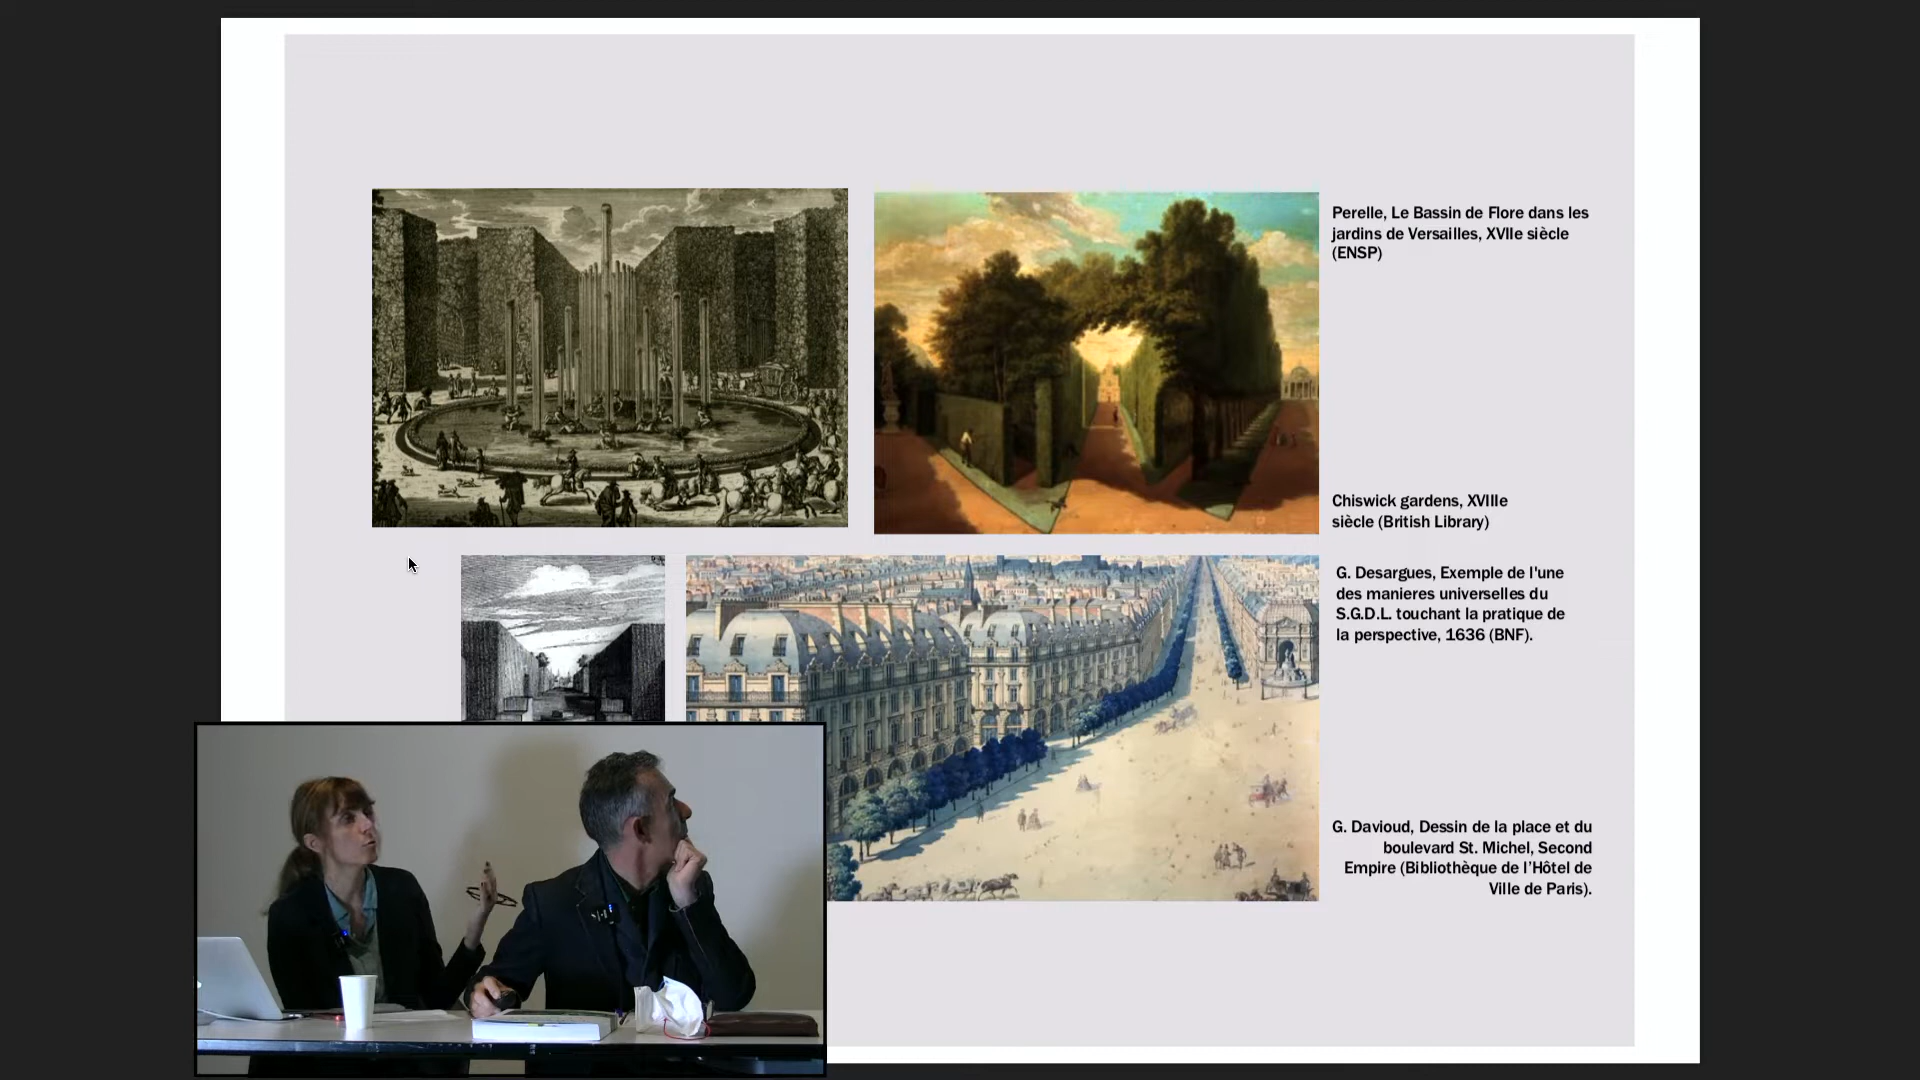 Perelle, Le Bassin de Flore dans les
jardins de Versailles, XVIIe siècle
(ENSP)
Chiswick gardens, XVIIIe
siècle (British Library)
G. Desargues, Exemple de l'une
des manieres universelles du
S.G.D.L. touchant la pratique de
la perspective, 1636 (BNF).
G. Davioud, Dessin de la place et du
boulevard St. Michel, Second
Empire (Bibliothèque de l'Hôtel de
Ville de Paris).